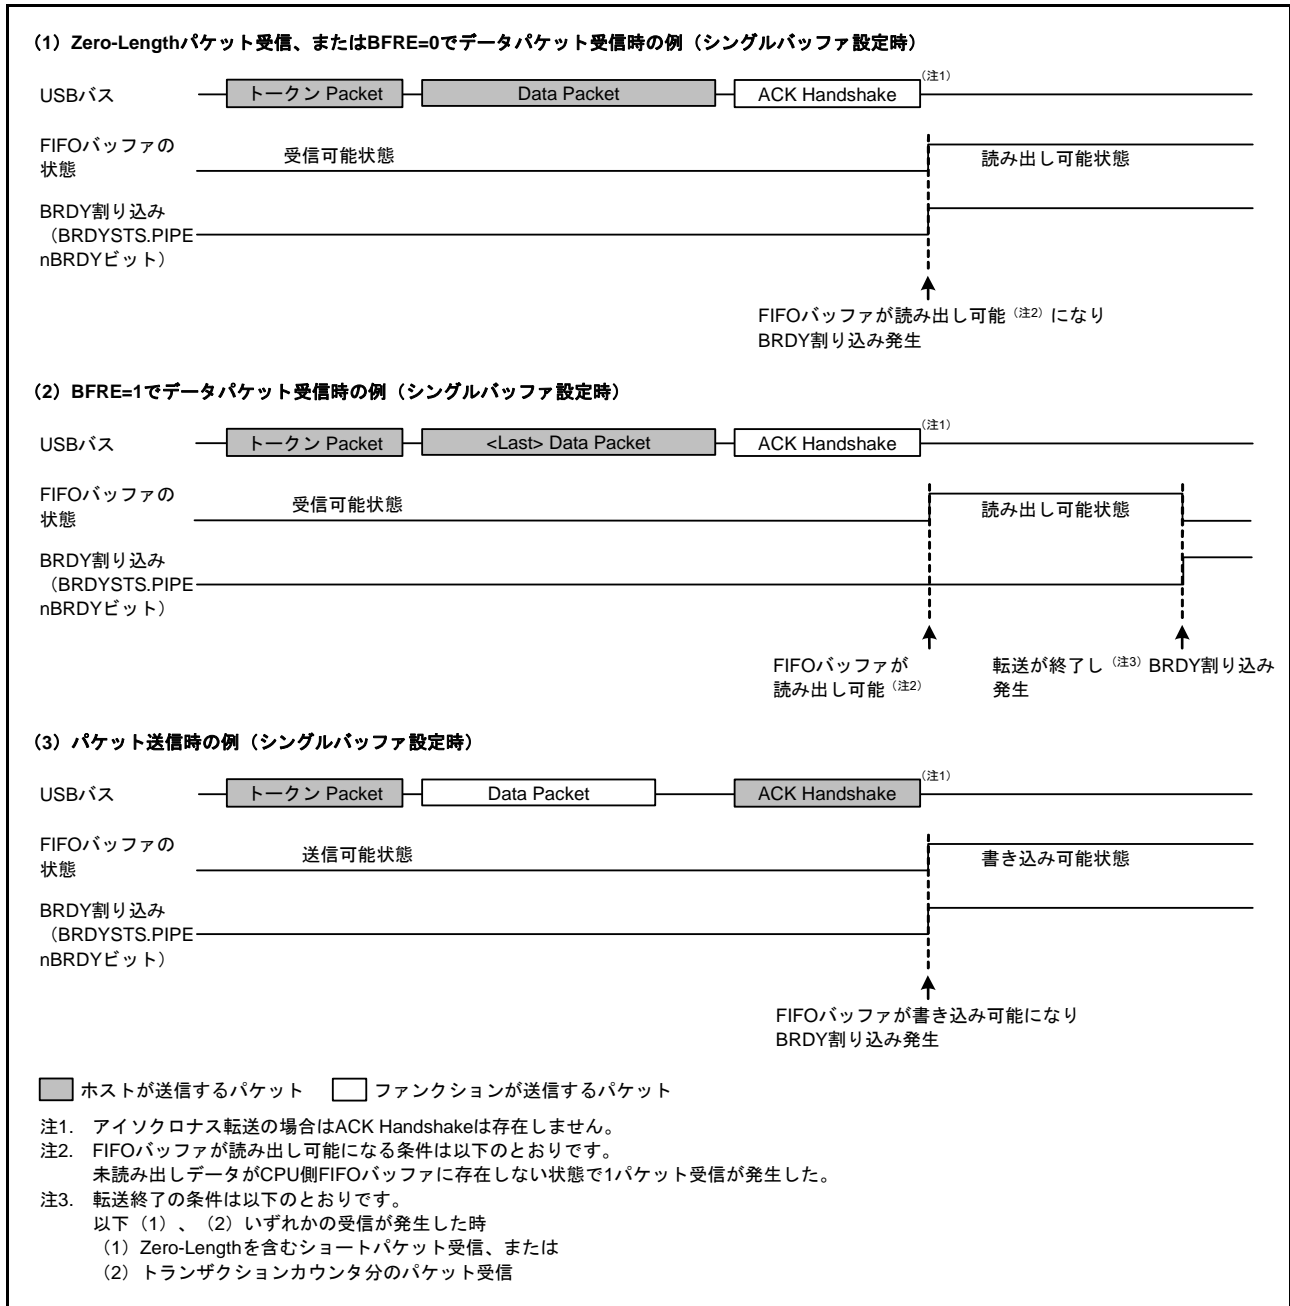 （1）Zero-Lengthパケット受信、またはBFRE=0でデータパケット受信時の例（シングルバッファ設定時）
USBバス
トークン Packet
Data Packet
ACK Handshake
（注1）
FIFOバッファの
状態
受信可能状態
読み出し可能状態
BRDY割り込み
（BRDYSTS.PIPE
nBRDYビット）
FIFOバッファが読み出し可能（注2）になり
BRDY割り込み発生
（2）BFRE=1でデータパケット受信時の例（シングルバッファ設定時）
USBバス
トークン Packet
<Last> Data Packet
ACK Handshake
（注1）
FIFOバッファの
状態
受信可能状態
読み出し可能状態
BRDY割り込み
（BRDYSTS.PIPE
nBRDYビット）
FIFOバッファが
読み出し可能（注2）
転送が終了し（注3）BRDY割り込み
発生
（3）パケット送信時の例（シングルバッファ設定時）
USBバス
トークン Packet
Data Packet
ACK Handshake
（注1）
FIFOバッファの
状態
送信可能状態
書き込み可能状態
BRDY割り込み
（BRDYSTS.PIPE
nBRDYビット）
FIFOバッファが書き込み可能になり
BRDY割り込み発生
ホストが送信するパケット
ファンクションが送信するパケット
注1. アイソクロナス転送の場合はACK Handshakeは存在しません。
注2. FIFOバッファが読み出し可能になる条件は以下のとおりです。
未読み出しデータがCPU側FIFOバッファに存在しない状態で1パケット受信が発生した。
注3. 転送終了の条件は以下のとおりです。
以下（1）、（2）いずれかの受信が発生した時
（1）Zero-Lengthを含むショートパケット受信、または
（2）トランザクションカウンタ分のパケット受信